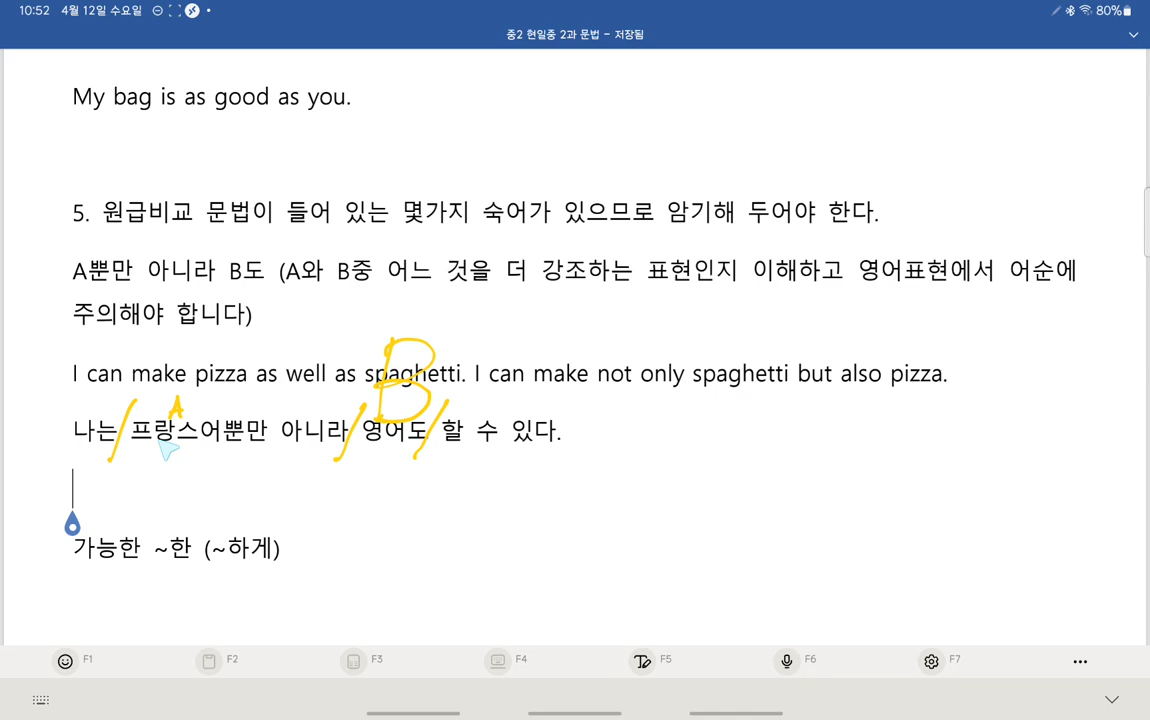 10:52 4월 12일 수요일 80%
중2 현일중 2과 문법 – 저장됨
My bag is as good as you.
5. 원급비교 문법이 들어 있는 몇가지 숙어가 있으므로 암기해 두어야 한다.
A뿐만 아니라 B도 (A와 B중 어느 것을 더 강조하는 표현인지 이해하고 영어표현에서 어순에
주의해야 합니다)
I can make pizza as well as spaghetti. I can make not only spaghetti but also pizza.
A B
나는 프랑스어뿐만 아니라 영어도 할 수 있다.
가능한 ~한 (~하게)
F1 F2 F3 F4 F5 F6 F7